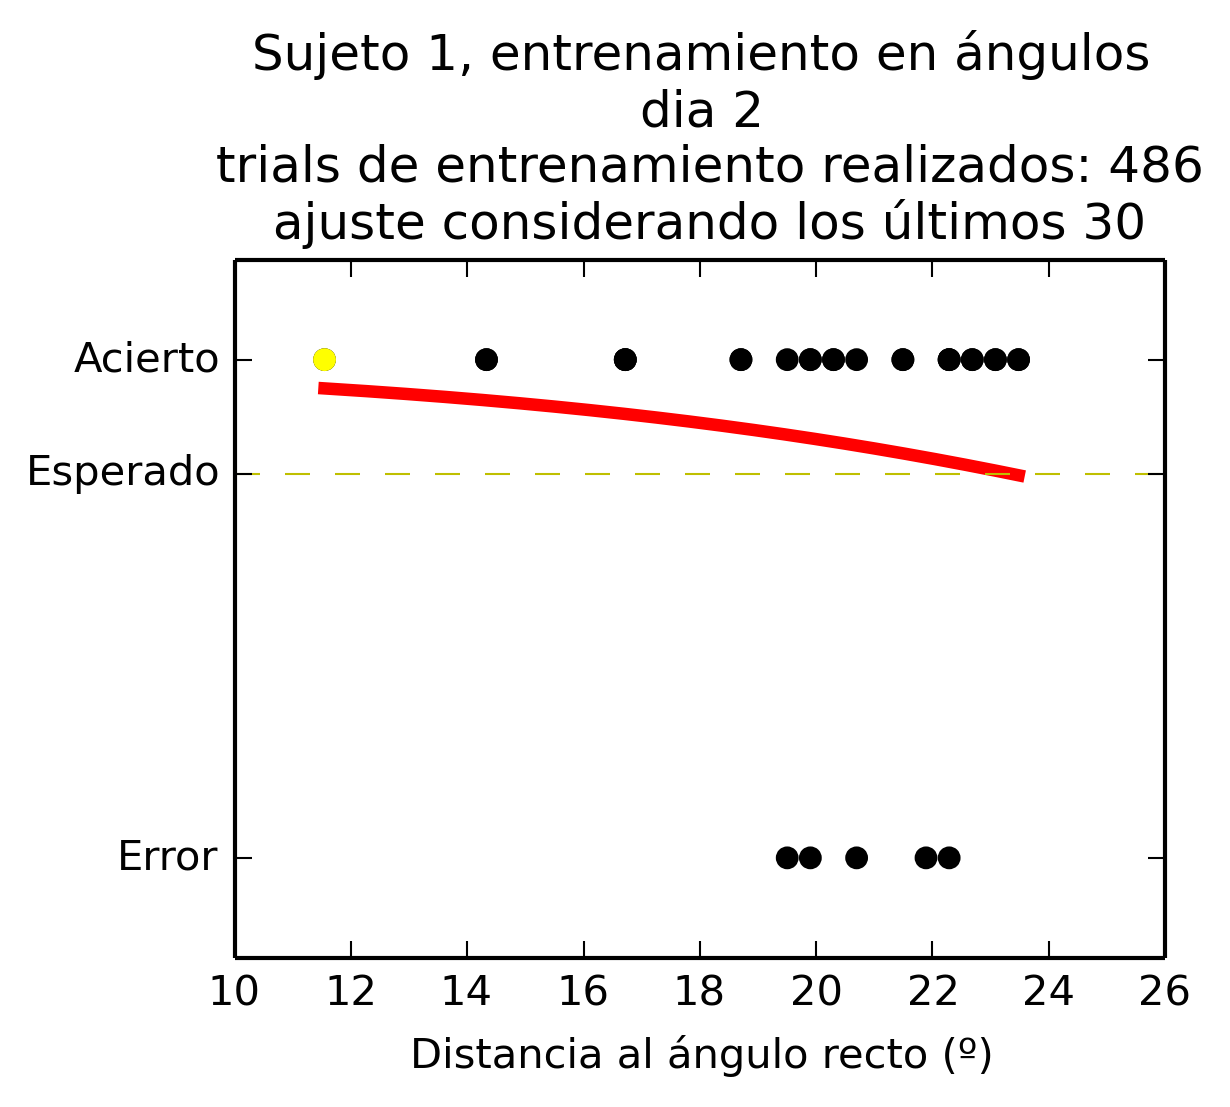 Sujeto 1, entrenamiento en ángulos
dia 2
trials de entrenamiento realizados: 486
ajuste considerando los últimos 30
Acierto
Esperado
Error
10 12 14 16 18 20 22 24 26
Distancia al ángulo recto (º)